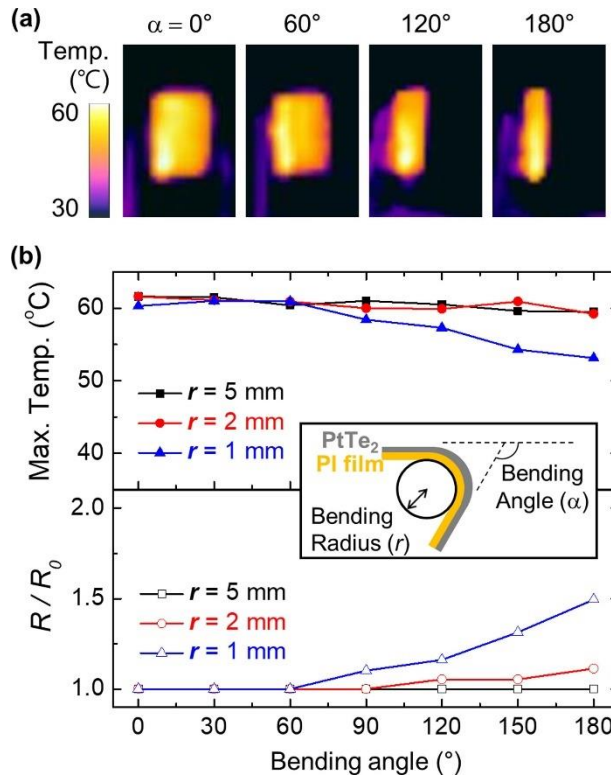 (a)
α = 0° 60° 120° 180°
Temp.
(℃)
60
30
(b)
Max. Temp. (°C)
60
50
40
r = 5 mm
r = 2 mm
r = 1 mm
PtTe₂
PI film
Bending
Radius (r)
Bending
Angle (α)
R / R₀
2.0
1.5
1.0
r = 5 mm
r = 2 mm
r = 1 mm
0 30 60 90 120 150 180
Bending angle (°)